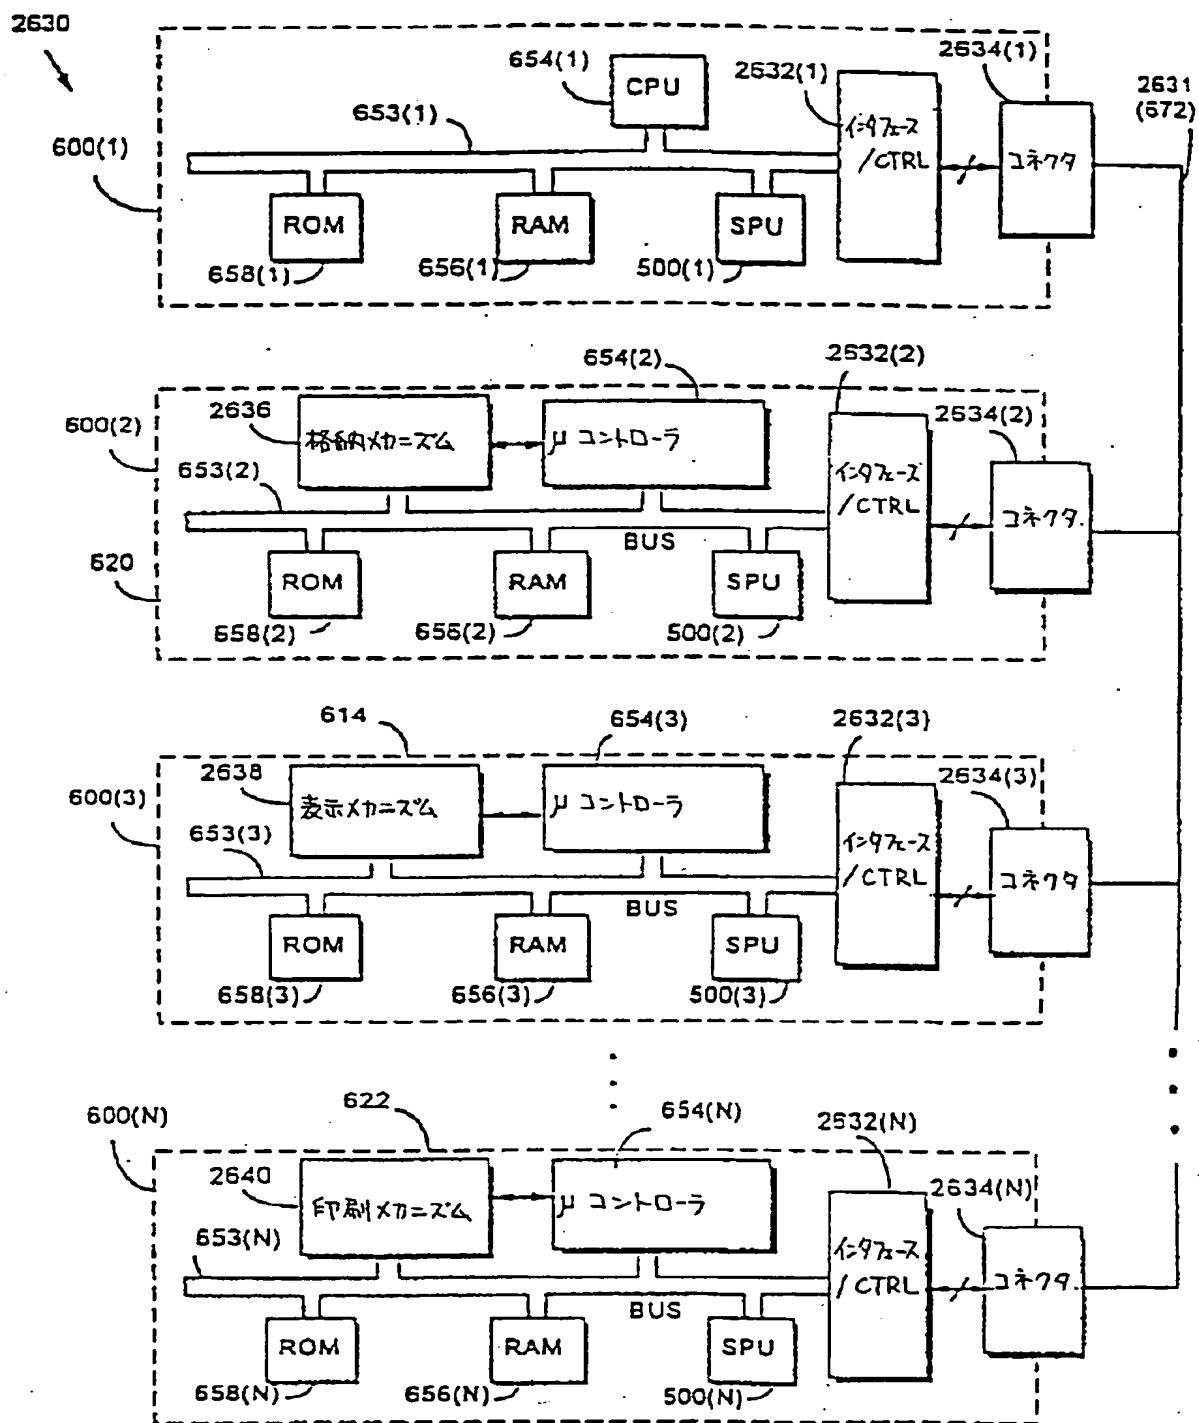 2630
654(1)
CPU
2632(1)
2634(1)
2631
(672)
653(1)
600(1)
インタフェース
/CTRL
コネクタ
ROM
RAM
SPU
658(1)
656(1)
500(1)
654(2)
2632(2)
600(2)
2636
格納メカニズム
μコントローラ
2634(2)
653(2)
インタフェース
/CTRL
コネクタ
BUS
620
ROM
RAM
SPU
658(2)
656(2)
500(2)
614
654(3)
2632(3)
600(3)
2638
表示メカニズム
μコントローラ
2634(3)
653(3)
インタフェース
/CTRL
コネクタ
BUS
ROM
RAM
SPU
658(3)
656(3)
500(3)
600(N)
622
654(N)
2632(N)
2640
印刷メカニズム
μコントローラ
2634(N)
653(N)
インタフェース
/CTRL
コネクタ
BUS
ROM
RAM
SPU
658(N)
656(N)
500(N)